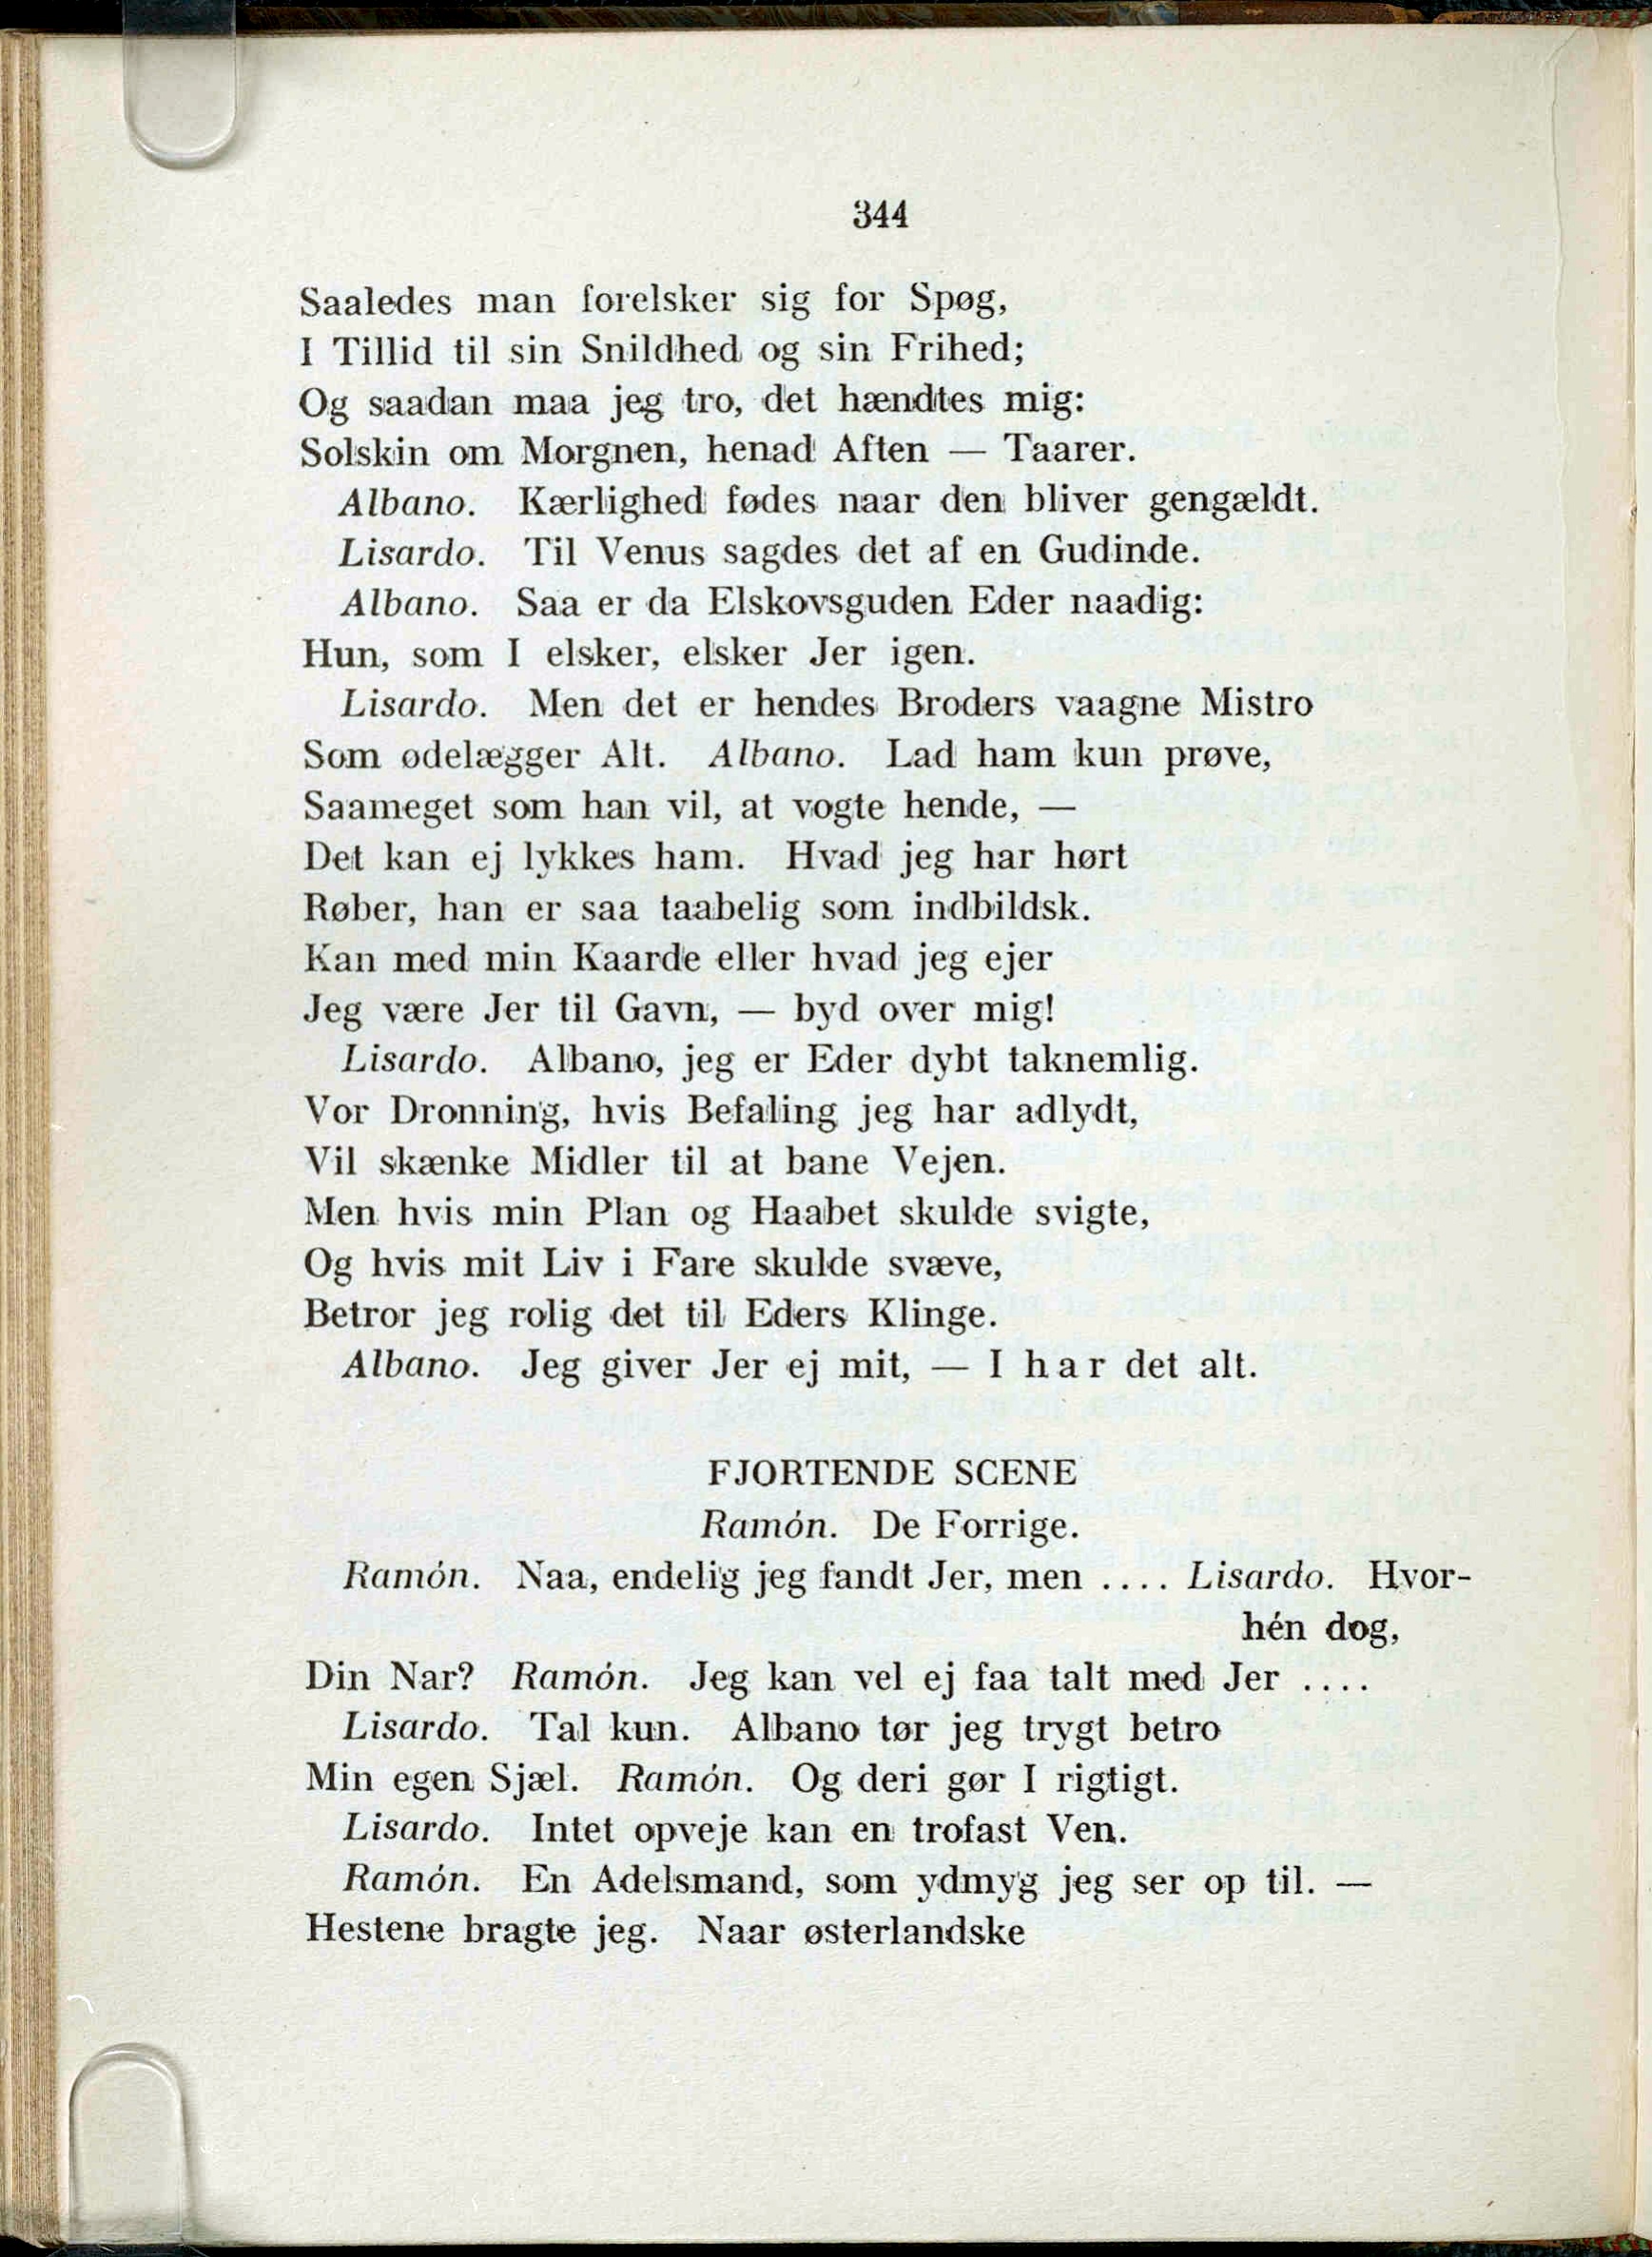 344
Saaledes man forelsker sig for Spøg,
I Tillid til sin Snildhed og sin Frihed;
Og saadan maa jeg tro, det hændtes mig:
Solskin om Morgnen, henad Aften — Taarer.
Albano. Kærlighed fødes naar den bliver gengældt.
Lisardo. Til Venus sagdes det af en Gudinde.
Albano. Saa er da Elskovsguden Eder naadig:
Hun, som I elsker, elsker Jer igen.
Lisardo. Men det er hendes Broders vaagne Mistro
Som ødelægger Alt. Albano. Lad ham kun prøve,
Saameget som han vil, at vogte hende, —
Det kan ej lykkes ham. Hvad jeg har hørt
Røber, han er saa taabelig som indbildsk.
Kan med min Kaarde eller hvad jeg ejer
Jeg være Jer til Gavn, — byd over mig!
Lisardo. Albano, jeg er Eder dybt taknemlig.
Vor Dronning, hvis Befaling jeg har adlydt,
Vil skænke Midler til at bane Vejen.
Men hvis min Plan og Haabet skulde svigte,
Og hvis mit Liv i Fare skulde svæve,
Betror jeg rolig det til Eders Klinge.
Albano. Jeg giver Jer ej mit, — I har det alt.
FJORTENDE SCENE
Ramón. De Forrige.
Ramón. Naa, endelig jeg fandt Jer, men .... Lisardo. Hvor-
hén dog,
Din Nar? Ramón. Jeg kan vel ej faa talt med Jer ....
Lisardo. Tal kun. Albano tør jeg trygt betro
Min egen Sjæl. Ramón. Og deri gør I rigtigt.
Lisardo. Intet opveje kan en trofast Ven.
Ramón. En Adelsmand, som ydmyg jeg ser op til. —
Hestene bragte jeg. Naar østerlandske